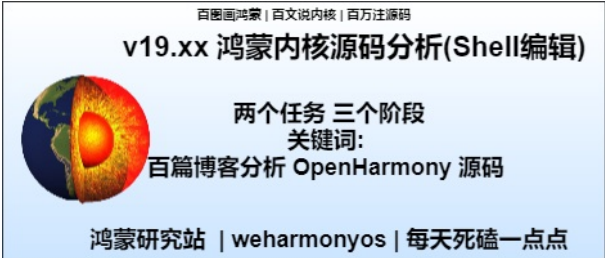 百图画鸿蒙 | 百文说内核 | 百万注源码
v19.xx 鸿蒙内核源码分析(Shell编辑)
两个任务 三个阶段
关键词:
百篇博客分析 OpenHarmony 源码
鸿蒙研究站 | weharmonyos | 每天死磕一点点